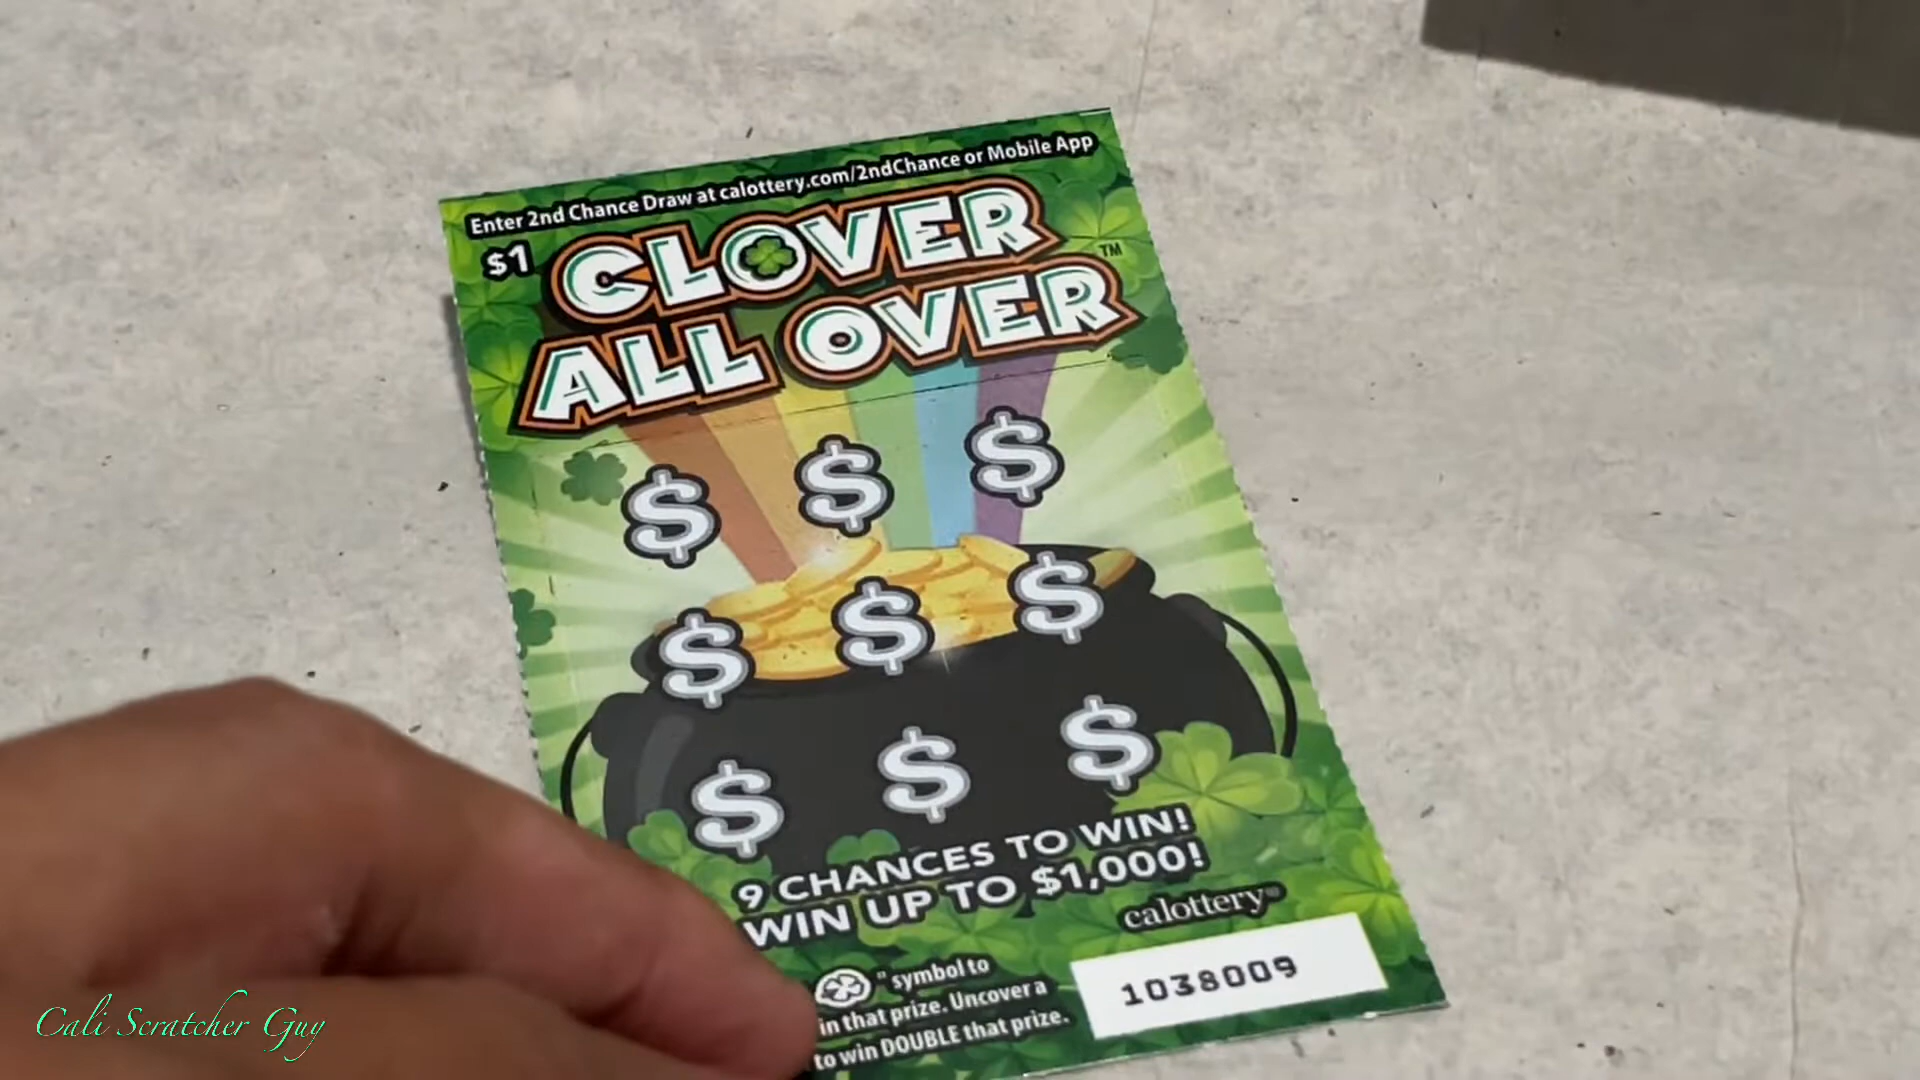 Enter 2nd Chance Draw at calottery.com/2ndChance or Mobile App
$1
CLOVER
ALL OVER™
$ $ $
$ $ $
$ $ $
9 CHANCES TO WIN!
WIN UP TO $1,000!
calottery®
" symbol to
in that prize. Uncover a
to win DOUBLE that prize.
1038009
Cali Scratcher Guy